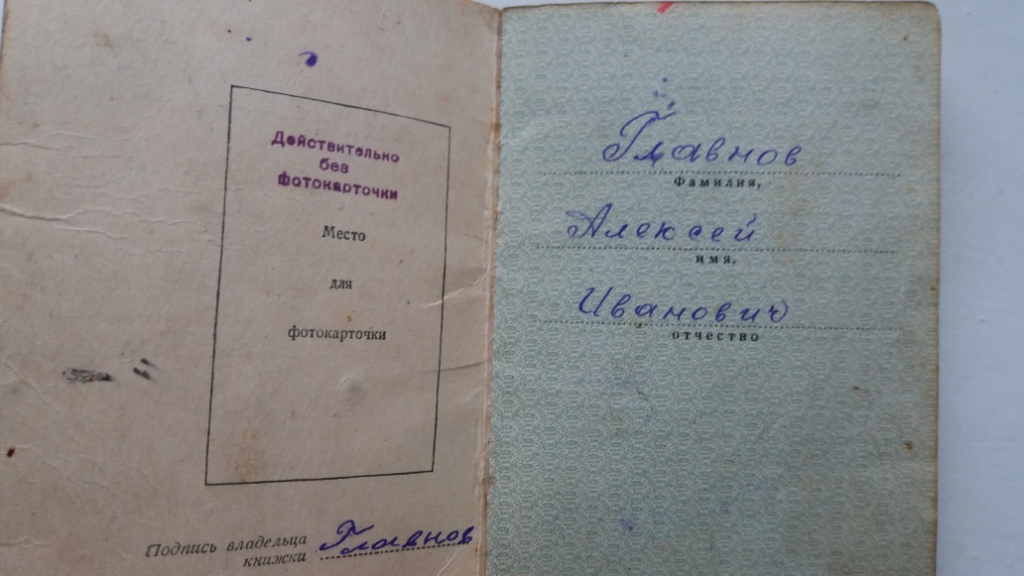 Действительно
без
фотокарточки
Место
для
фотокарточки
Подпись владельца
книжки Главнов
Главнов
Фамилия,
Алексей
имя,
Иванович
отчество